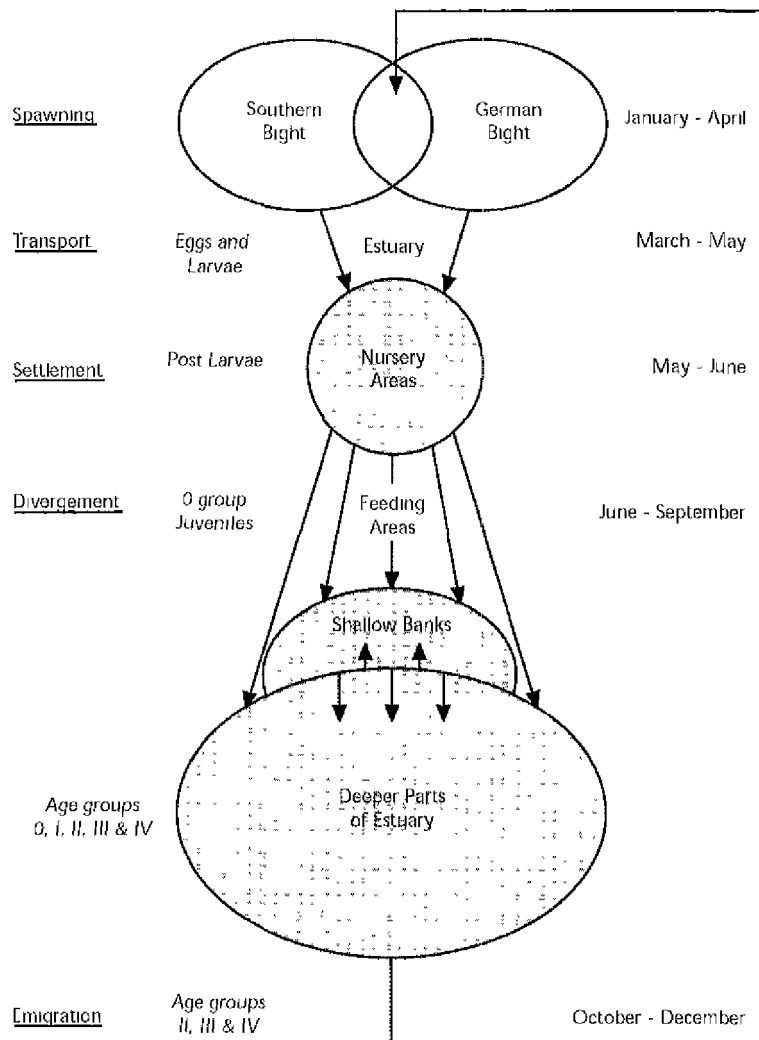 Spawning
Southern
Bight
German
Bight
January - April
Transport
Eggs and
Larvae
Estuary
March - May
Settlement
Post Larvae
Nursery
Areas
May - June
Divergement
0 group
Juveniles
Feeding
Areas
June - September
Shallow Banks
Age groups
0, I, II, III & IV
Deeper Parts
of Estuary
Emigration
Age groups
II, III & IV
October - December